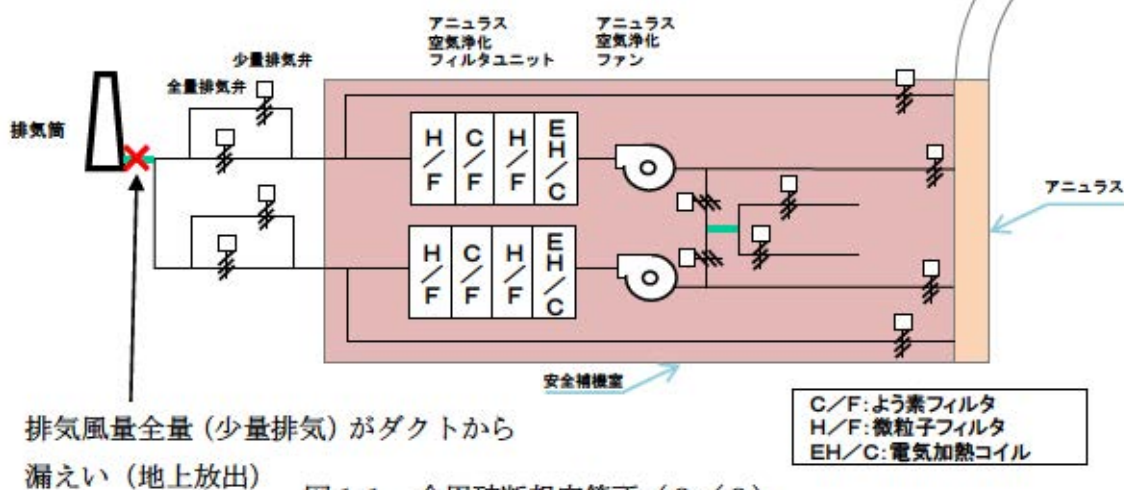 アニュラス
空気浄化
フィルタユニット
アニュラス
空気浄化
ファン
少量排気弁
全量排気弁
排気筒
H/F
C/F
H/F
EH/C
アニュラス
H/F
C/F
H/F
EH/C
安全補機室
C/F:よう素フィルタ
H/F:微粒子フィルタ
EH/C:電気加熱コイル
排気風量全量(少量排気)がダクトから
漏えい(地上放出)